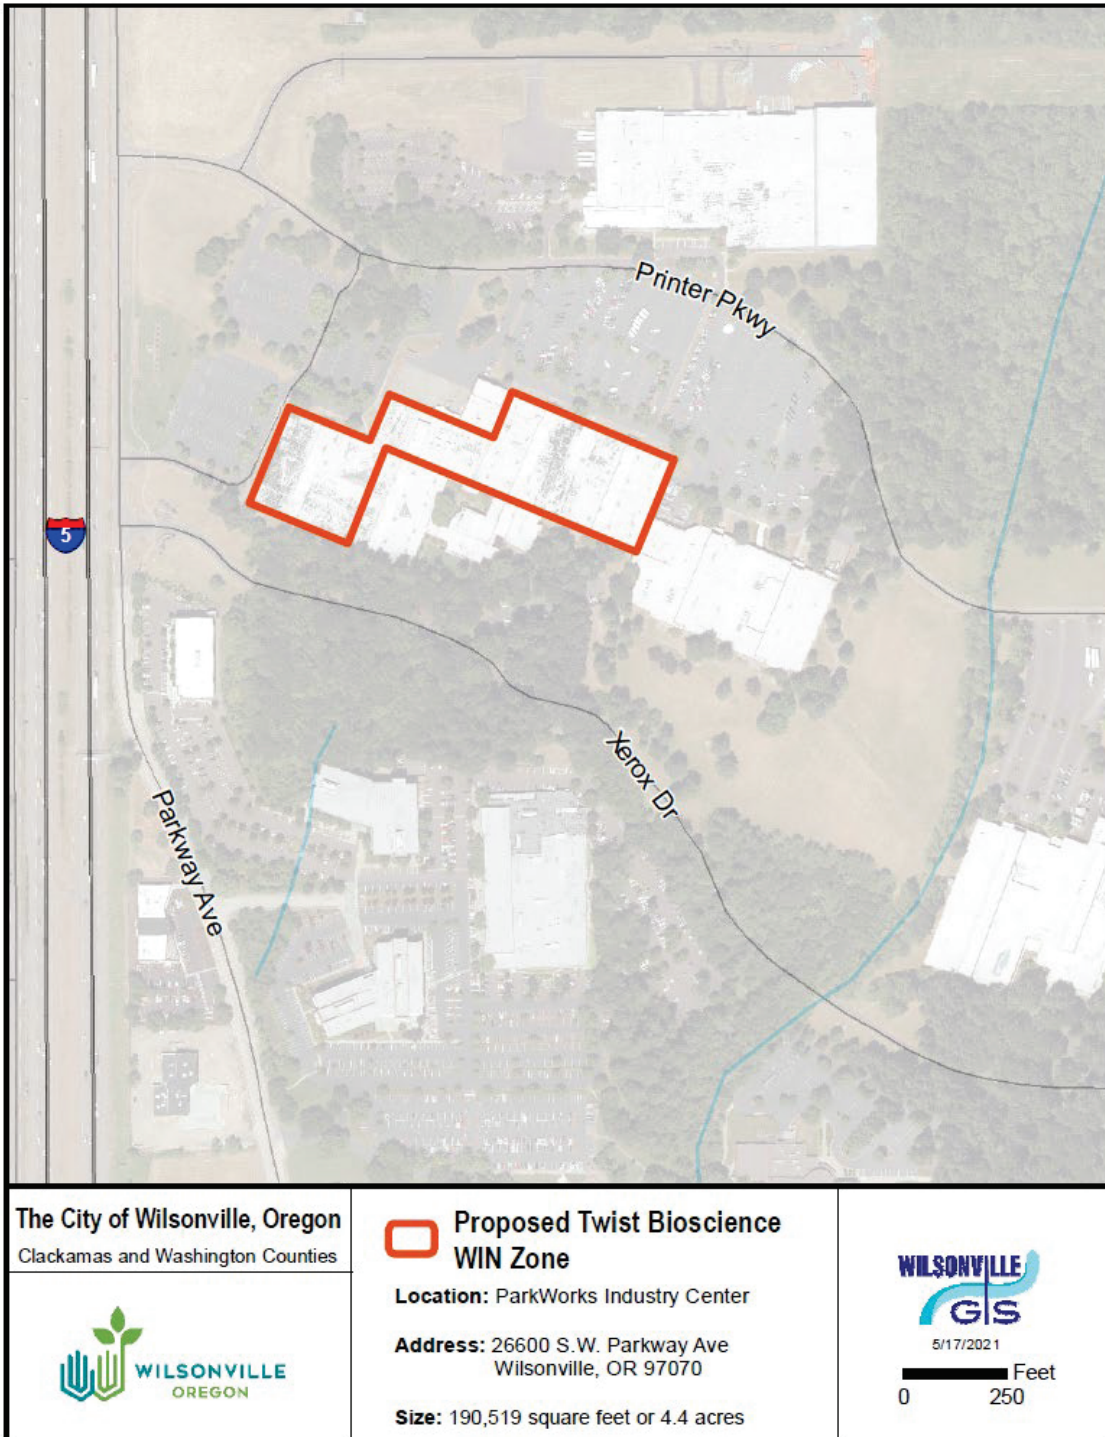 Printer Pkwy
5
Xerox Dr
Parkway Ave
The City of Wilsonville, Oregon
Clackamas and Washington Counties
WILSONVILLE
OREGON
Proposed Twist Bioscience
WIN Zone
Location: ParkWorks Industry Center
Address: 26600 S.W. Parkway Ave
Wilsonville, OR 97070
Size: 190,519 square feet or 4.4 acres
WILSONVILLE
GIS
5/17/2021
Feet
0 250